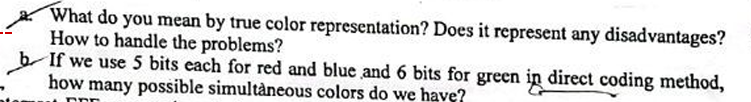 a. What do you mean by true color representation? Does it represent any disadvantages?
How to handle the problems?
b. If we use 5 bits each for red and blue and 6 bits for green in direct coding method,
how many possible simultaneous colors do we have?